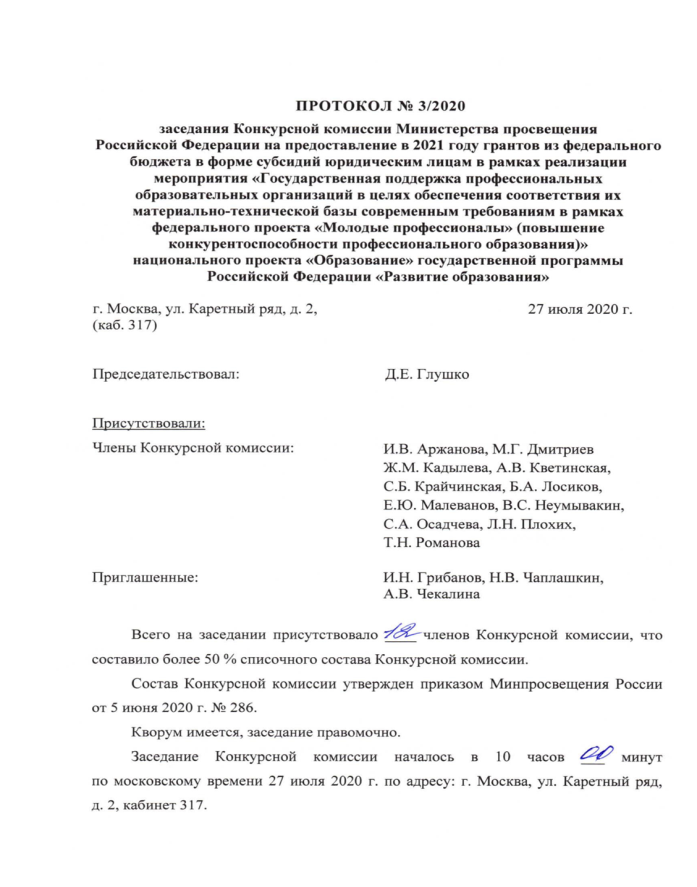 ПРОТОКОЛ № 3/2020
заседания Конкурсной комиссии Министерства просвещения
Российской Федерации на предоставление в 2021 году грантов из федерального
бюджета в форме субсидий юридическим лицам в рамках реализации
мероприятия «Государственная поддержка профессиональных
образовательных организаций в целях обеспечения соответствия их
материально-технической базы современным требованиям в рамках
федерального проекта «Молодые профессионалы» (повышение
конкурентоспособности профессионального образования)»
национального проекта «Образование» государственной программы
Российской Федерации «Развитие образования»
г. Москва, ул. Каретный ряд, д. 2, 27 июля 2020 г.
(каб. 317)
Председательствовал: Д.Е. Глушко
Присутствовали:
Члены Конкурсной комиссии: И.В. Аржанова, М.Г. Дмитриев
Ж.М. Кадылева, А.В. Кветинская,
С.Б. Крайчинская, Б.А. Лосиков,
Е.Ю. Малеванов, В.С. Неумывакин,
С.А. Осадчева, Л.Н. Плохих,
Т.Н. Романова
Приглашенные: И.Н. Грибанов, Н.В. Чаплашкин,
А.В. Чекалина
Всего на заседании присутствовало 12 членов Конкурсной комиссии, что
составило более 50 % списочного состава Конкурсной комиссии.
Состав Конкурсной комиссии утвержден приказом Минпросвещения России
от 5 июня 2020 г. № 286.
Кворум имеется, заседание правомочно.
Заседание Конкурсной комиссии началось в 10 часов 00 минут
по московскому времени 27 июля 2020 г. по адресу: г. Москва, ул. Каретный ряд,
д. 2, кабинет 317.